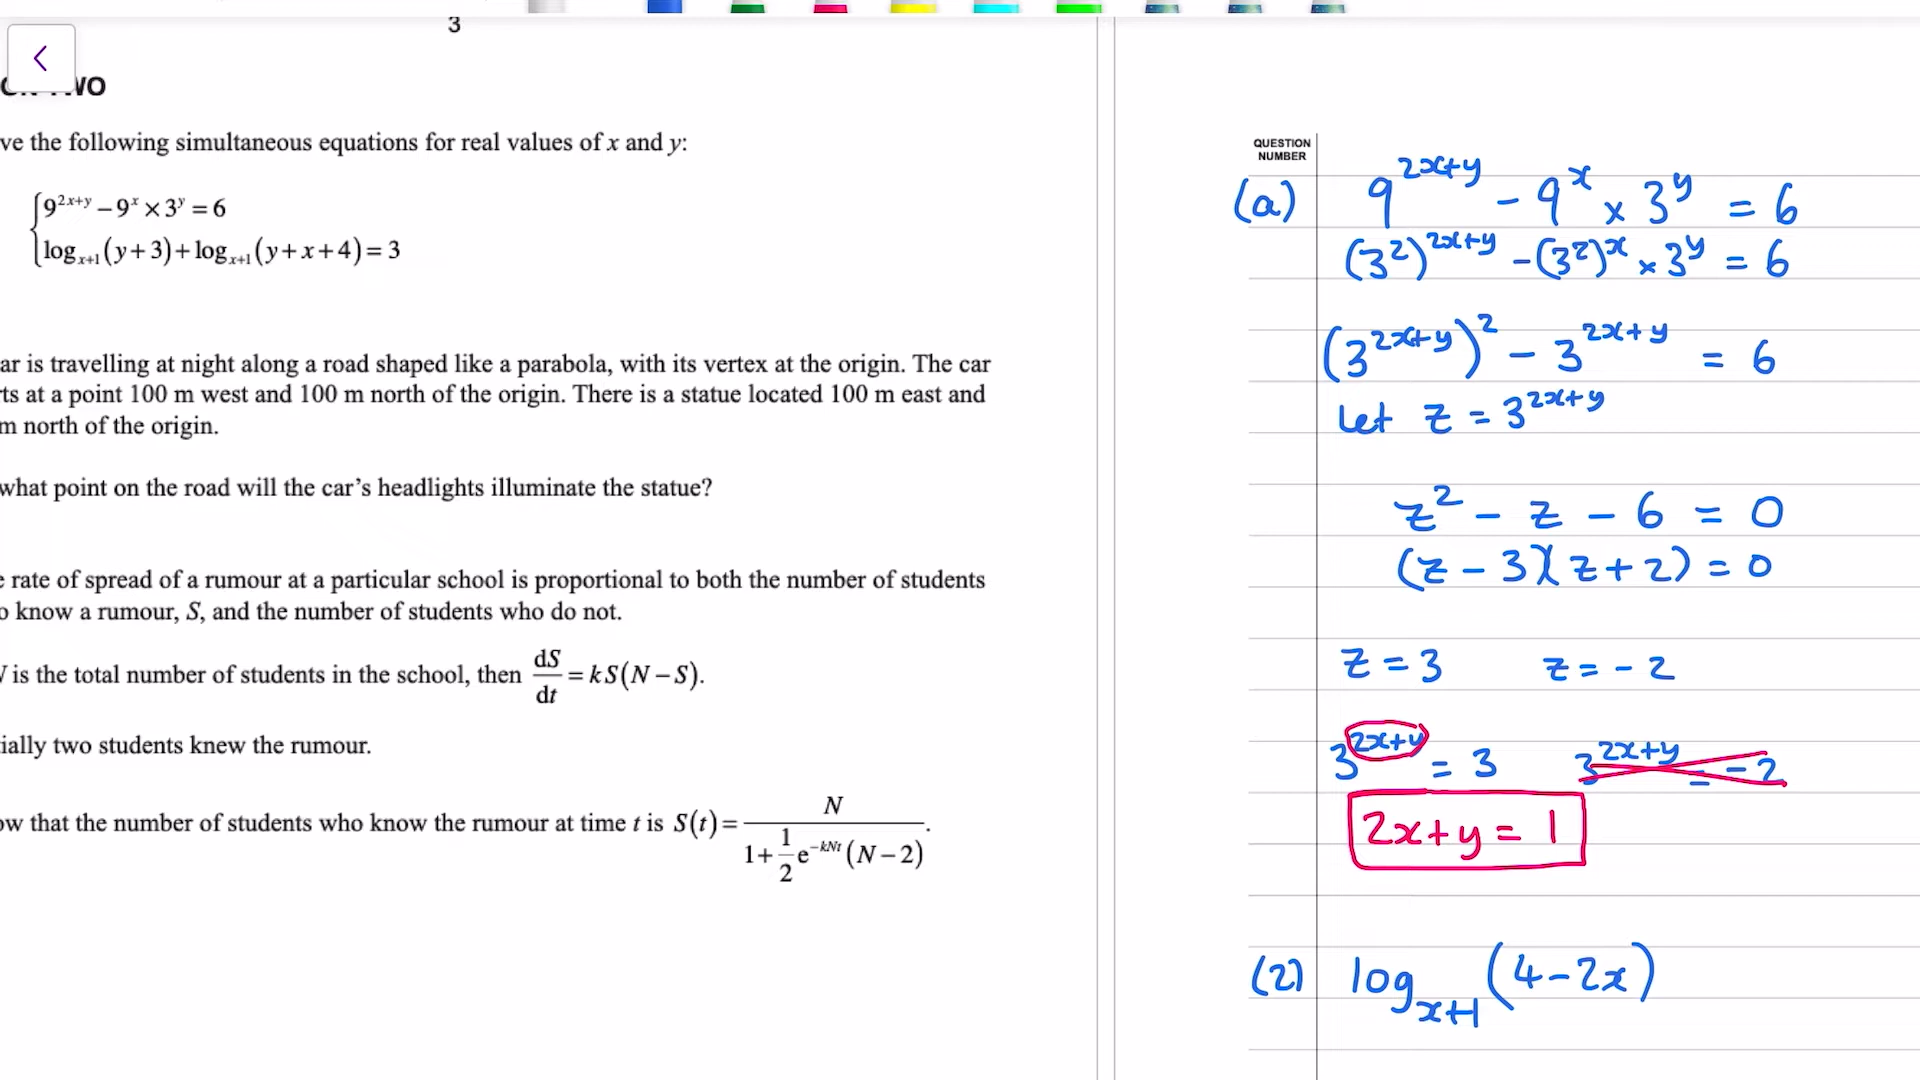 3
WO
ve the following simultaneous equations for real values of x and y:
9^{2x+y} − 9^x × 3^y = 6
log_{x+1}(y+3) + log_{x+1}(y+x+4) = 3
ar is travelling at night along a road shaped like a parabola, with its vertex at the origin. The car
ts at a point 100 m west and 100 m north of the origin. There is a statue located 100 m east and
m north of the origin.
what point on the road will the car’s headlights illuminate the statue?
e rate of spread of a rumour at a particular school is proportional to both the number of students
o know a rumour, S, and the number of students who do not.
is the total number of students in the school, then dS/dt = kS(N − S).
ially two students knew the rumour.
ow that the number of students who know the rumour at time t is S(t) = N/(1 + 1/2 e^{−kNt}(N − 2)).
QUESTION
NUMBER
(a) 9^{2x+y} − 9^x × 3^y = 6
(3^2)^{2x+y} − (3^2)^x × 3^y = 6
(3^{2x+y})^2 − 3^{2x+y} = 6
Let z = 3^{2x+y}
z^2 − z − 6 = 0
(z − 3)(z + 2) = 0
z = 3 z = −2
3^{2x+y} = 3 3^{2x+y} = −2
2x + y = 1
(2) log_{x+1}(4 − 2x)